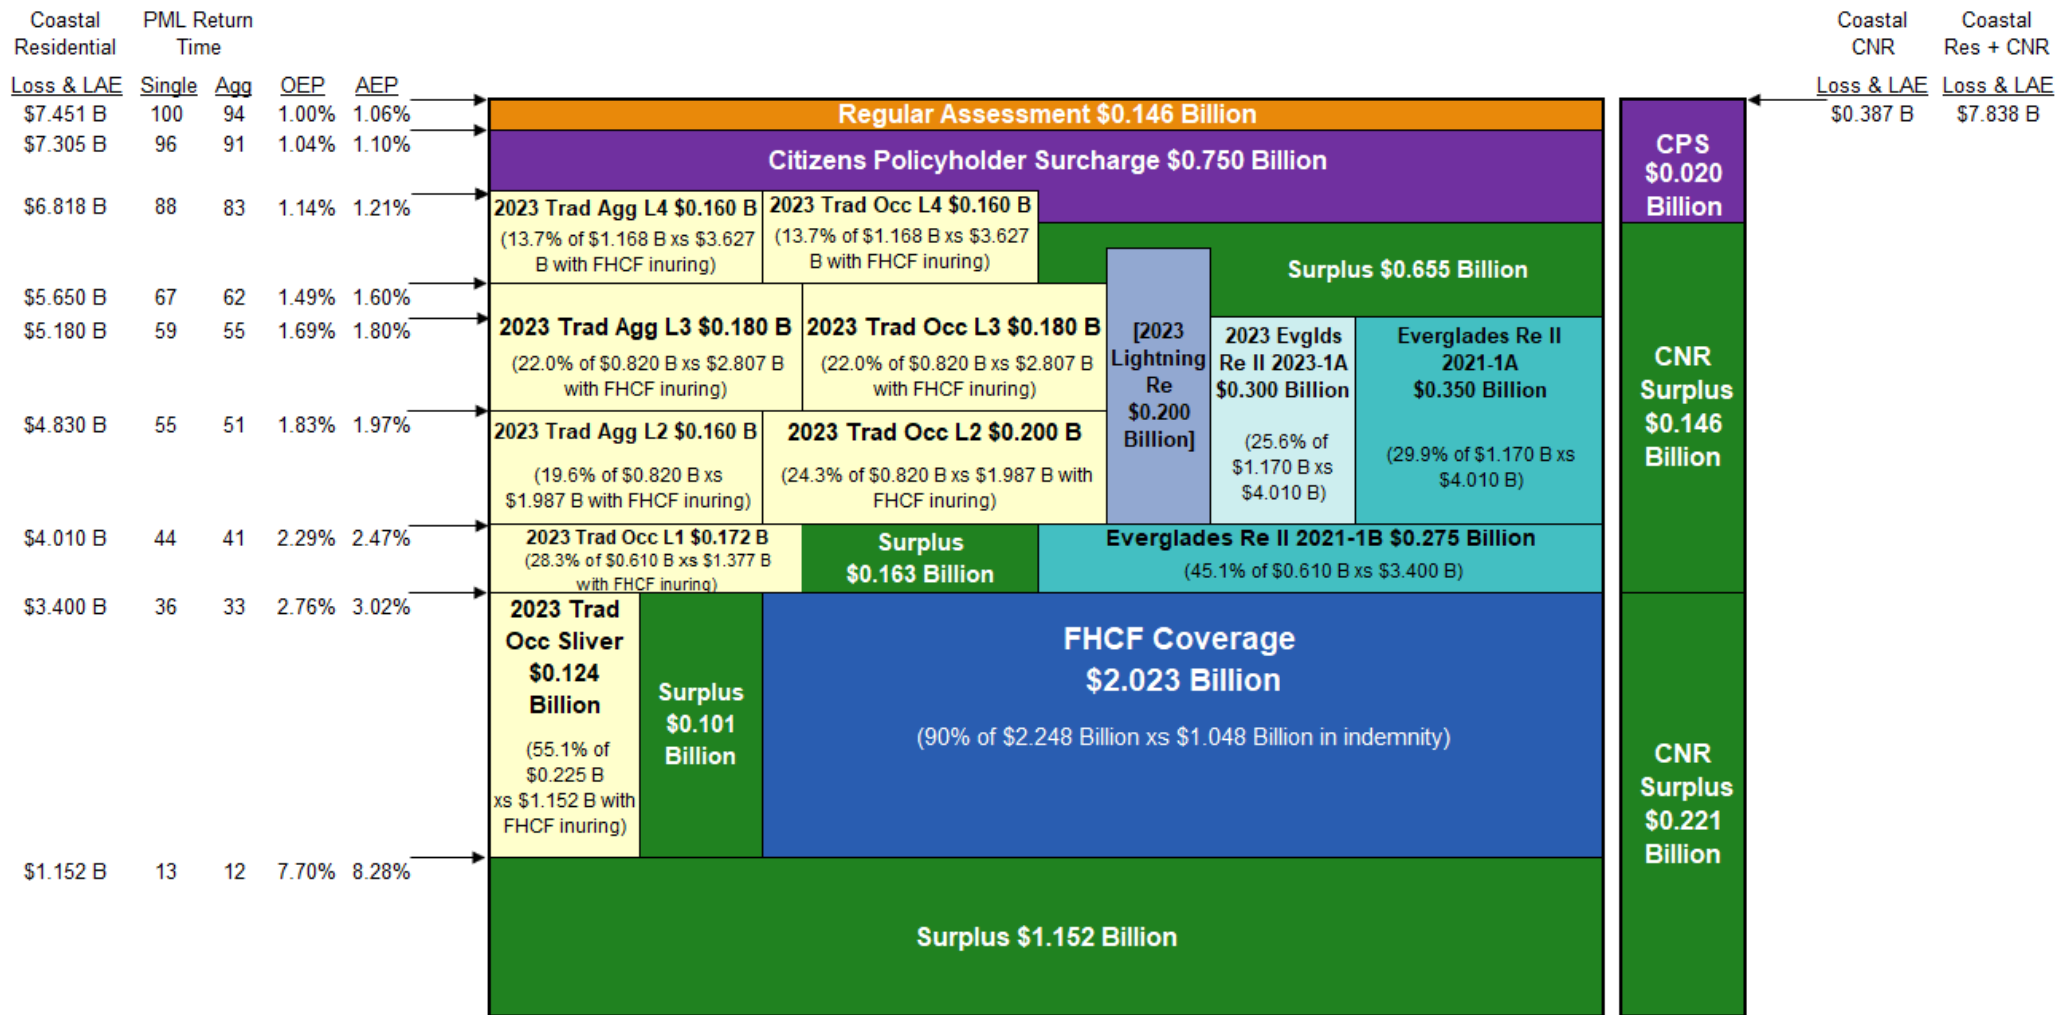 Coastal Residential
PML Return Time
Coastal CNR
Coastal Res + CNR
Loss & LAE Single Agg OEP AEP
Loss & LAE Loss & LAE
$7.451 B 100 94 1.00% 1.06%
$0.387 B $7.838 B
$7.305 B 96 91 1.04% 1.10%
$6.818 B 88 83 1.14% 1.21%
$5.650 B 67 62 1.49% 1.60%
$5.180 B 59 55 1.69% 1.80%
$4.830 B 55 51 1.83% 1.97%
$4.010 B 44 41 2.29% 2.47%
$3.400 B 36 33 2.76% 3.02%
$1.152 B 13 12 7.70% 8.28%
Regular Assessment $0.146 Billion
Citizens Policyholder Surcharge $0.750 Billion
2023 Trad Agg L4 $0.160 B
(13.7% of $1.168 B xs $3.627
B with FHCF inuring)
2023 Trad Occ L4 $0.160 B
(13.7% of $1.168 B xs $3.627
B with FHCF inuring)
Surplus $0.655 Billion
2023 Trad Agg L3 $0.180 B
(22.0% of $0.820 B xs $2.807 B
with FHCF inuring)
2023 Trad Occ L3 $0.180 B
(22.0% of $0.820 B xs $2.807 B
with FHCF inuring)
[2023
Lightning
Re
$0.200
Billion]
2023 Evglds
Re II 2023-1A
$0.300 Billion
(25.6% of
$1.170 B xs
$4.010 B)
Everglades Re II
2021-1A
$0.350 Billion
(29.9% of $1.170 B xs
$4.010 B)
2023 Trad Agg L2 $0.160 B
(19.6% of $0.820 B xs
$1.987 B with FHCF inuring)
2023 Trad Occ L2 $0.200 B
(24.3% of $0.820 B xs $1.987 B with
FHCF inuring)
2023 Trad Occ L1 $0.172 B
(28.3% of $0.610 B xs $1.377 B
with FHCF inuring)
Surplus
$0.163 Billion
Everglades Re II 2021-1B $0.275 Billion
(45.1% of $0.610 B xs $3.400 B)
2023 Trad
Occ Sliver
$0.124
Billion
(55.1% of
$0.225 B
xs $1.152 B with
FHCF inuring)
Surplus
$0.101
Billion
FHCF Coverage
$2.023 Billion
(90% of $2.248 Billion xs $1.048 Billion in indemnity)
Surplus $1.152 Billion
CPS
$0.020
Billion
CNR
Surplus
$0.146
Billion
CNR
Surplus
$0.221
Billion